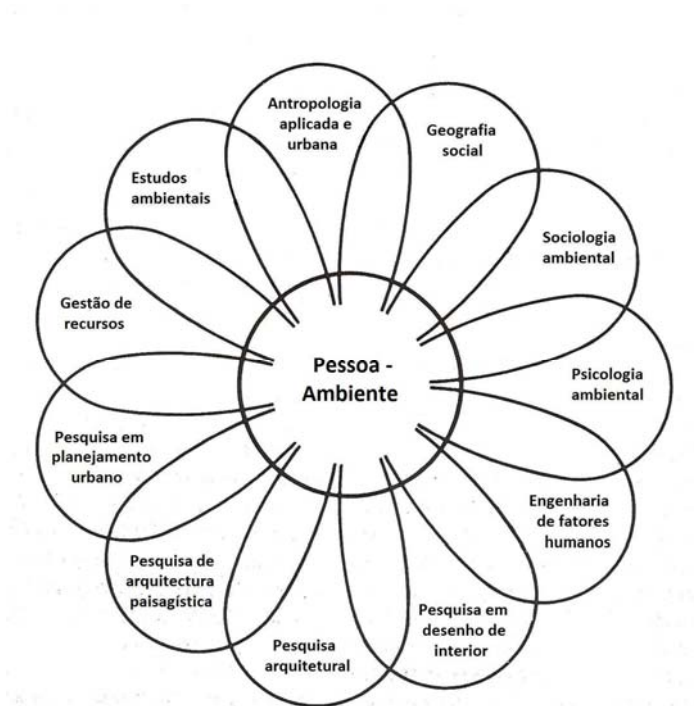 Antropologia
aplicada e
urbana
Geografia
social
Sociologia
ambiental
Psicologia
ambiental
Engenharia
de fatores
humanos
Pesquisa em
desenho de
interior
Pesquisa
arquitetural
Pesquisa de
arquitectura
paisagística
Pesquisa em
planejamento
urbano
Gestão de
recursos
Estudos
ambientais
Pessoa -
Ambiente